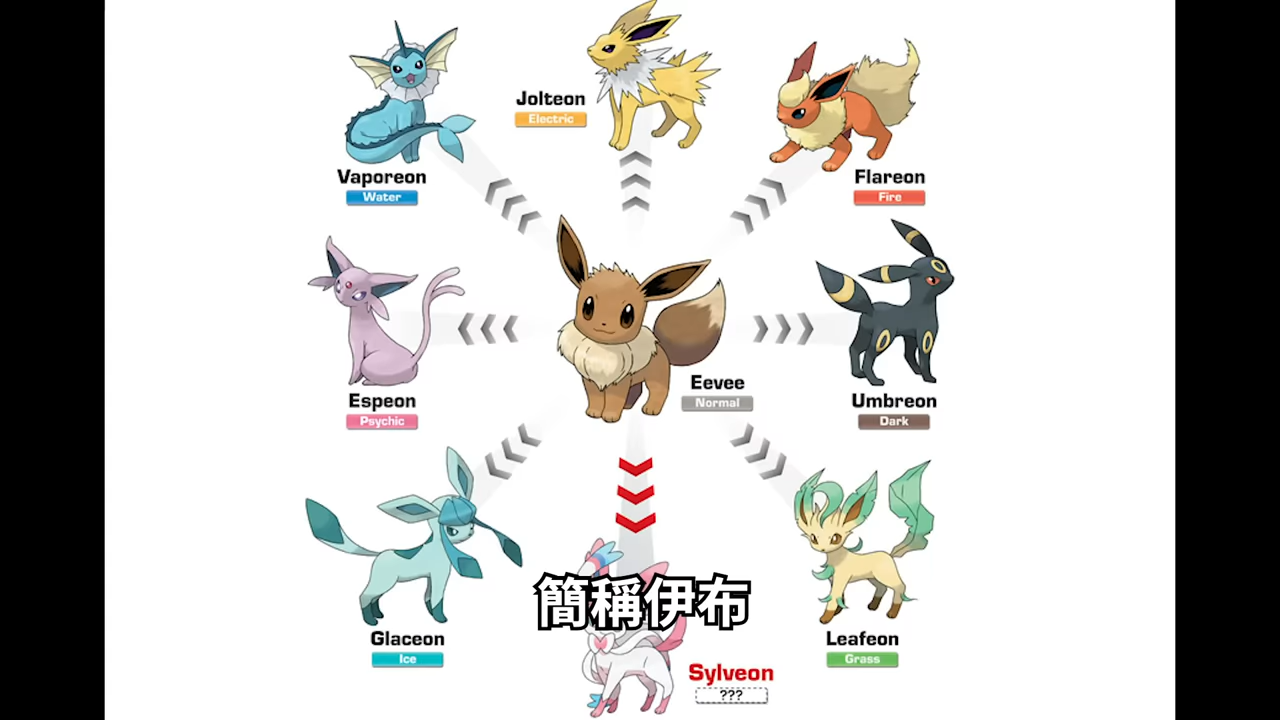 Jolteon
Electric
Vaporeon
Water
Flareon
Fire
Eevee
Normal
Espeon
Psychic
Umbreon
Dark
簡稱伊布
Glaceon
Ice
Leafeon
Grass
Sylveon
???